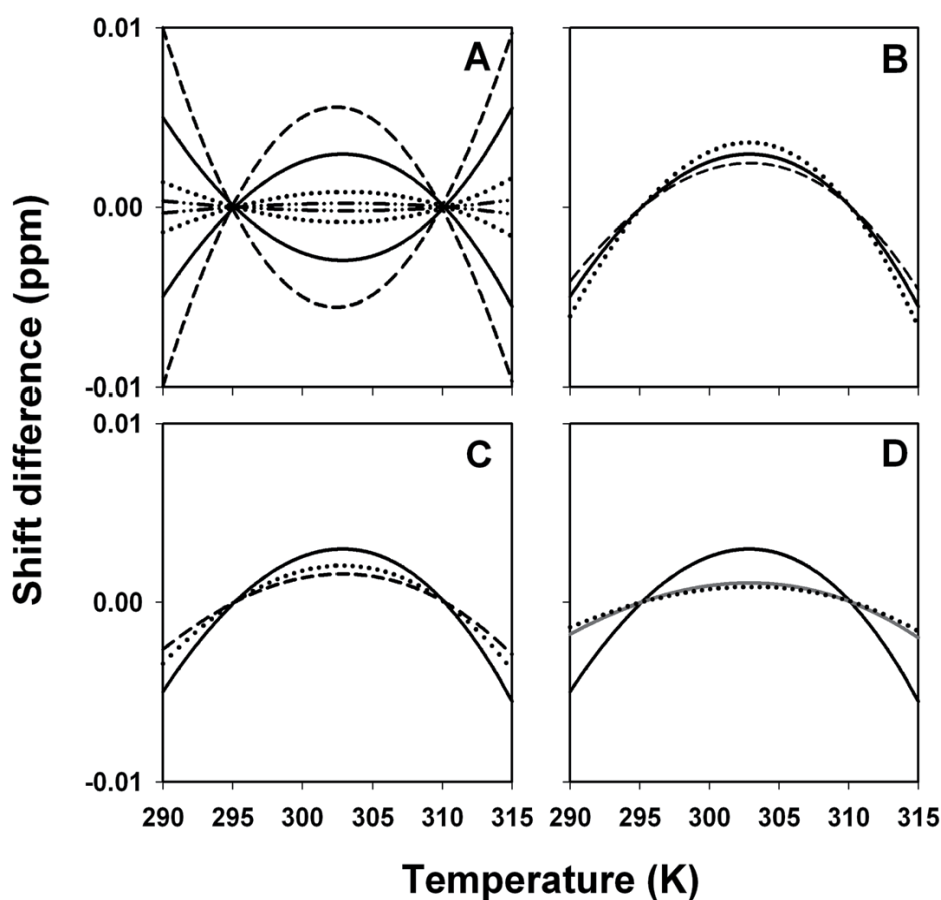 0.01
A
B
0.00
-0.01
0.01
C
D
0.00
-0.01
290 295 300 305 310 315 290 295 300 305 310 315
Shift difference (ppm)
Temperature (K)